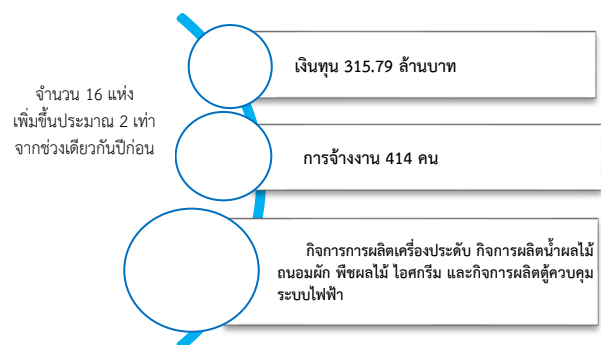 จำนวน 16 แห่ง
เพิ่มขึ้นประมาณ 2 เท่า
จากช่วงเดียวกันปีก่อน
เงินทุน 315.79 ล้านบาท
การจ้างงาน 414 คน
กิจการการผลิตเครื่องประดับ กิจการผลิตน้ำผลไม้
ถนอมผัก พืชผลไม้ ไอศกรีม และกิจการผลิตตู้ควบคุม
ระบบไฟฟ้า